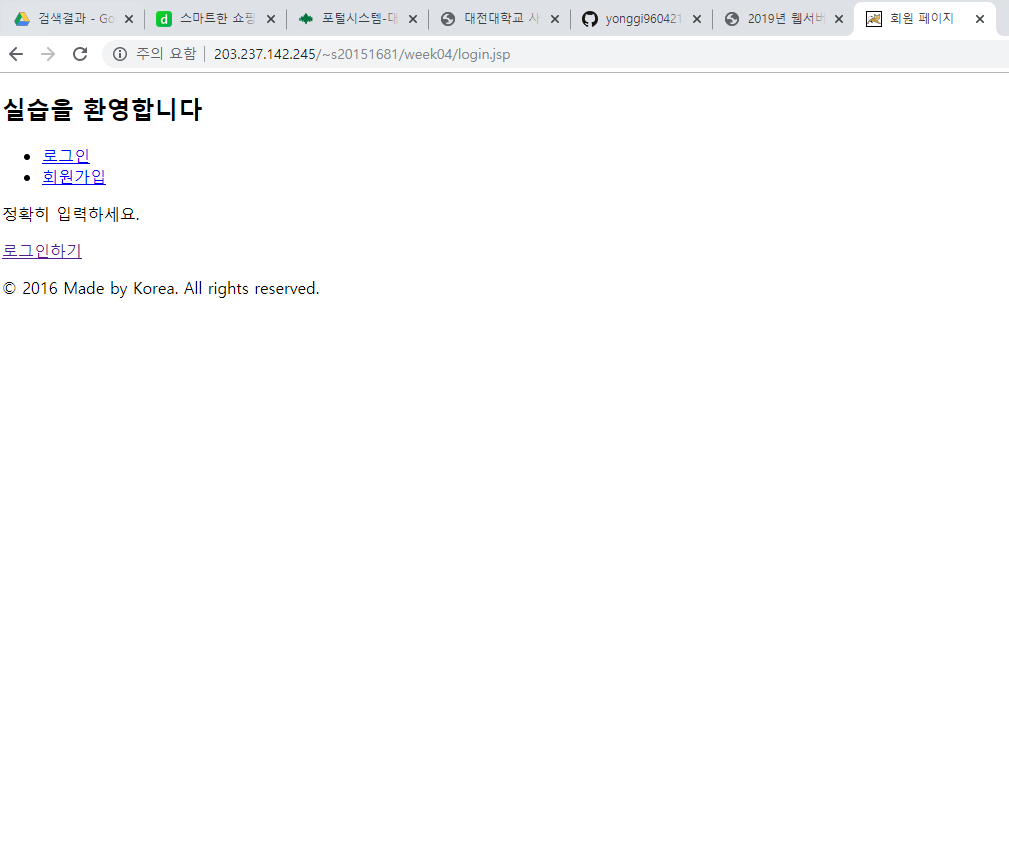 검색결과 - Go
스마트한 쇼핑
포털시스템-대
대전대학교 사
yonggi960421
2019년 웹서버
회원 페이지
주의 요함 | 203.237.142.245/~s20151681/week04/login.jsp
실습을 환영합니다
로그인
회원가입
정확히 입력하세요.
로그인하기
© 2016 Made by Korea. All rights reserved.